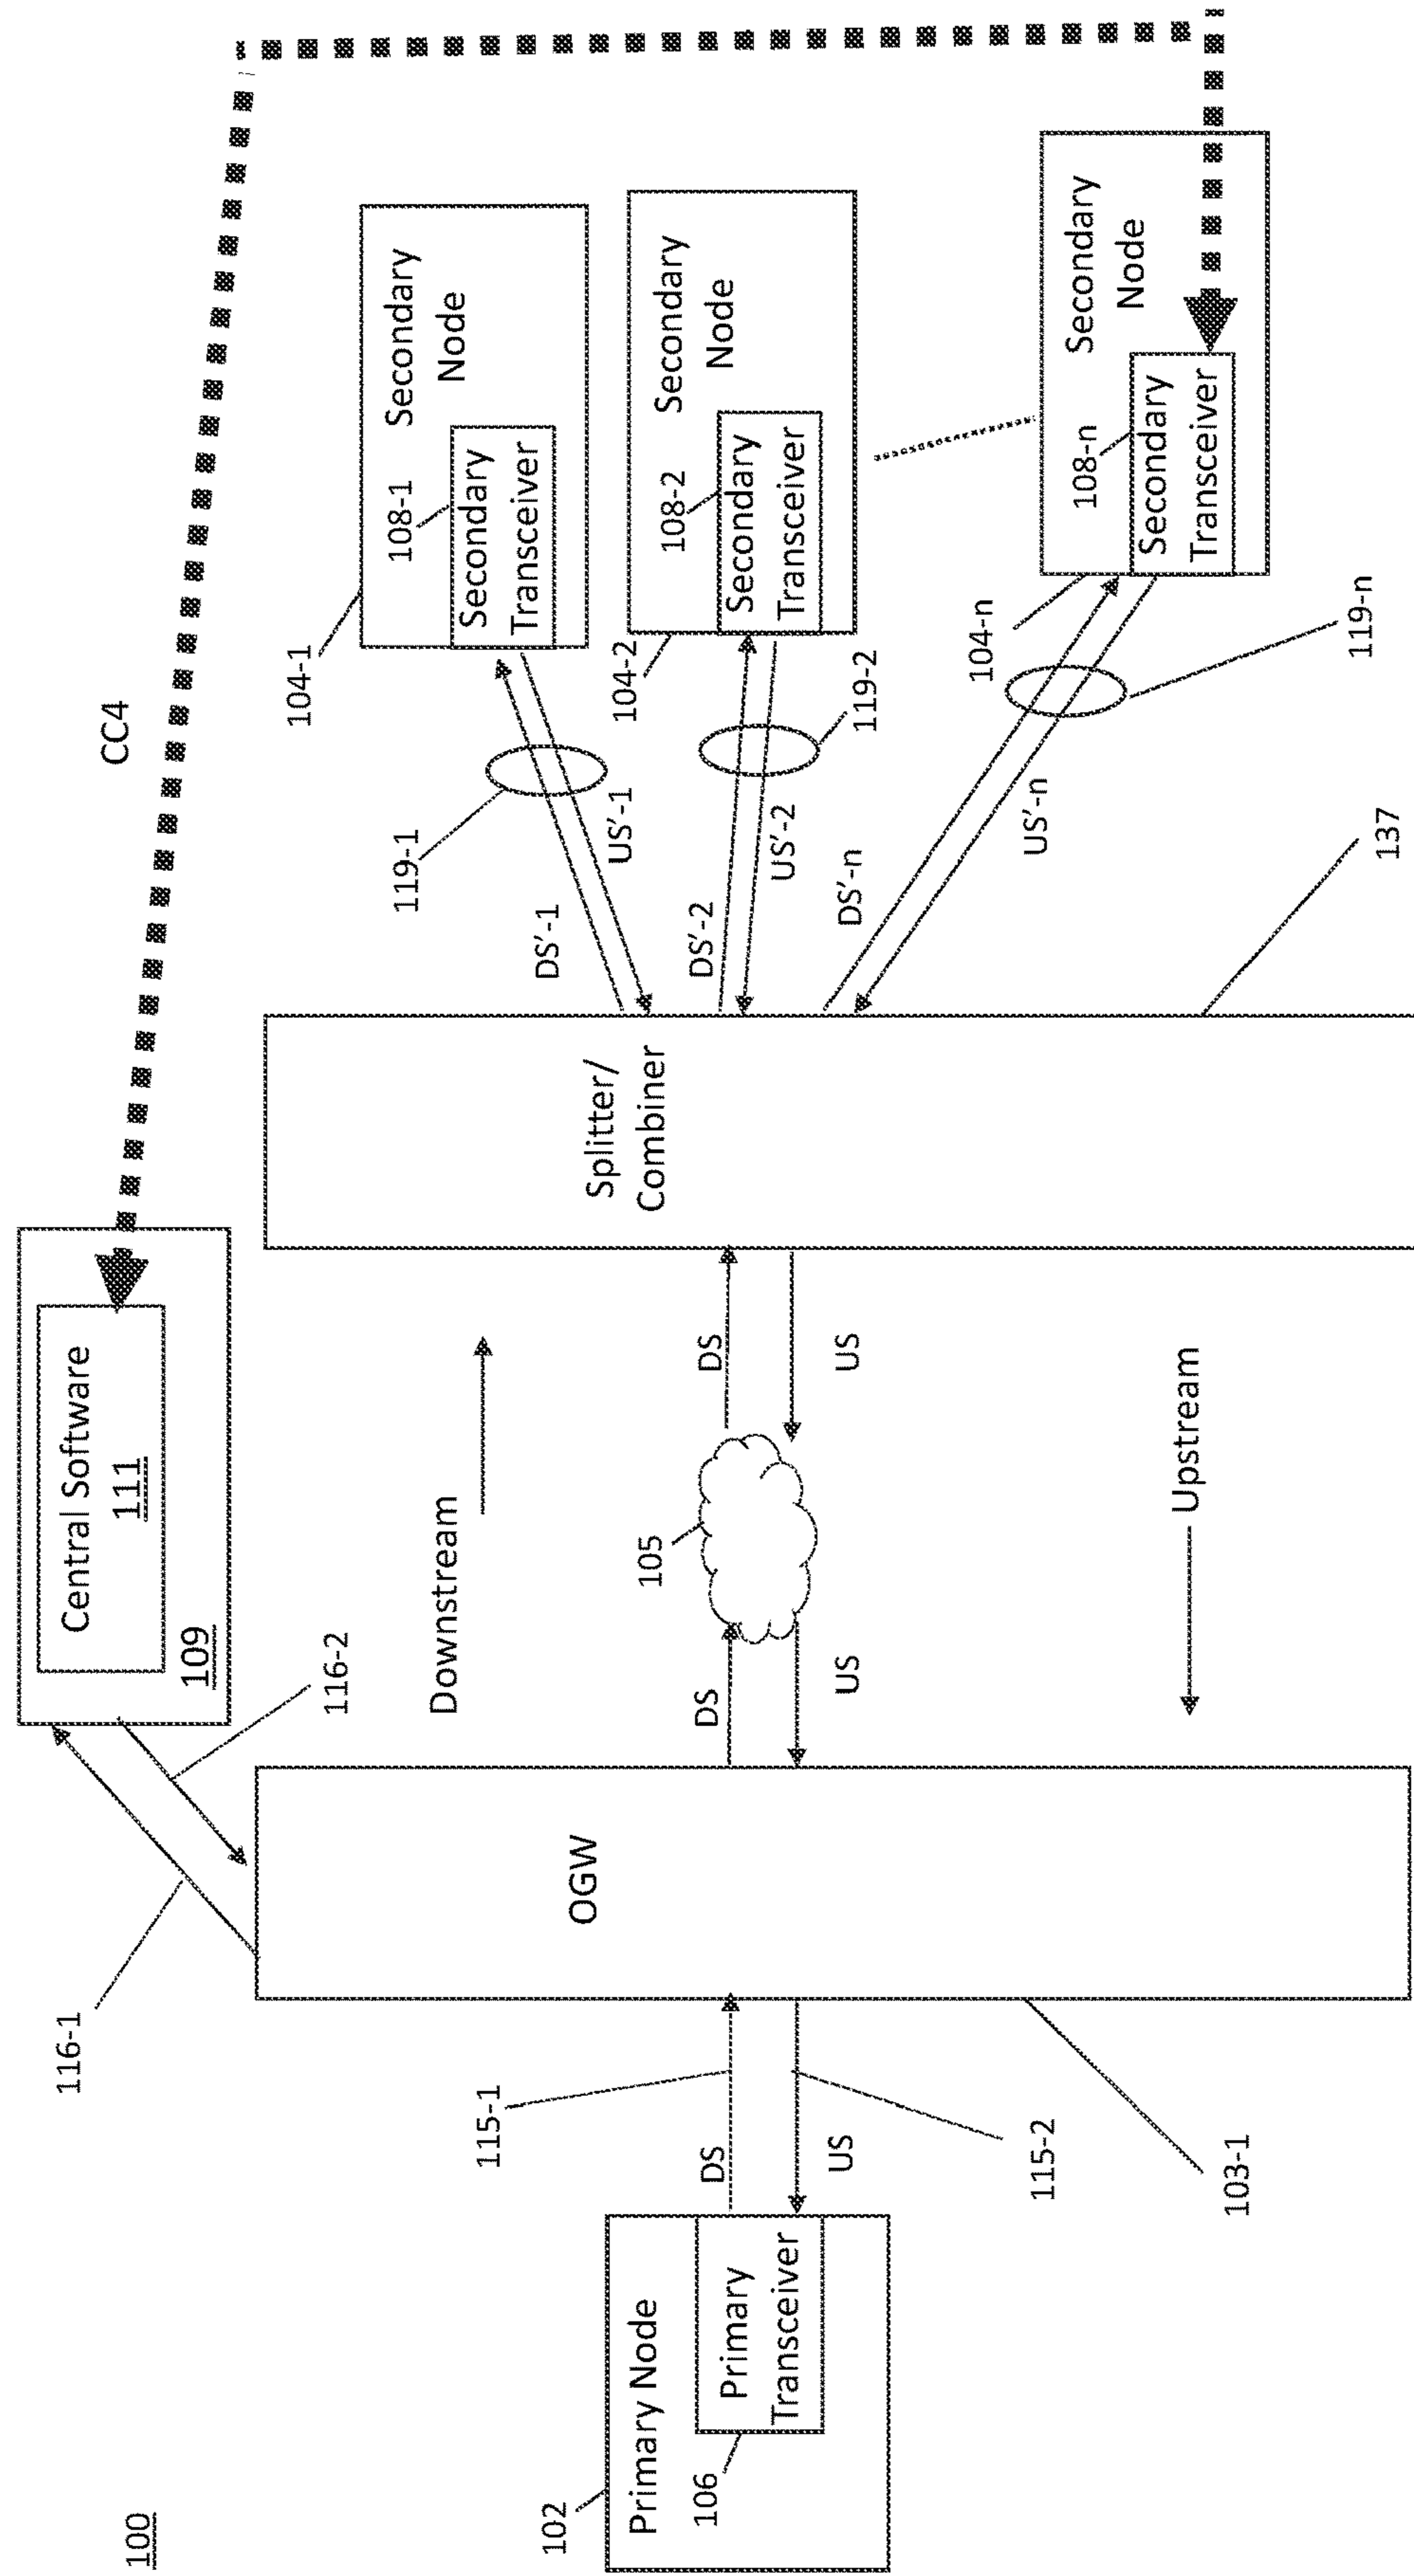 100
CC4
Central Software
111
109
116-1
116-2
Downstream
104-1
Secondary
Node
108-1
Secondary
Transceiver
119-1
DS'-1
US'-1
Splitter/
Combiner
OGW
102
Primary Node
106
Primary
Transceiver
115-1
DS
US
115-2
103-1
DS
US
105
DS
US
Upstream
104-2
Secondary
Node
108-2
Secondary
Transceiver
119-2
DS'-2
US'-2
104-n
Secondary
Node
108-n
Secondary
Transceiver
119-n
DS'-n
US'-n
137